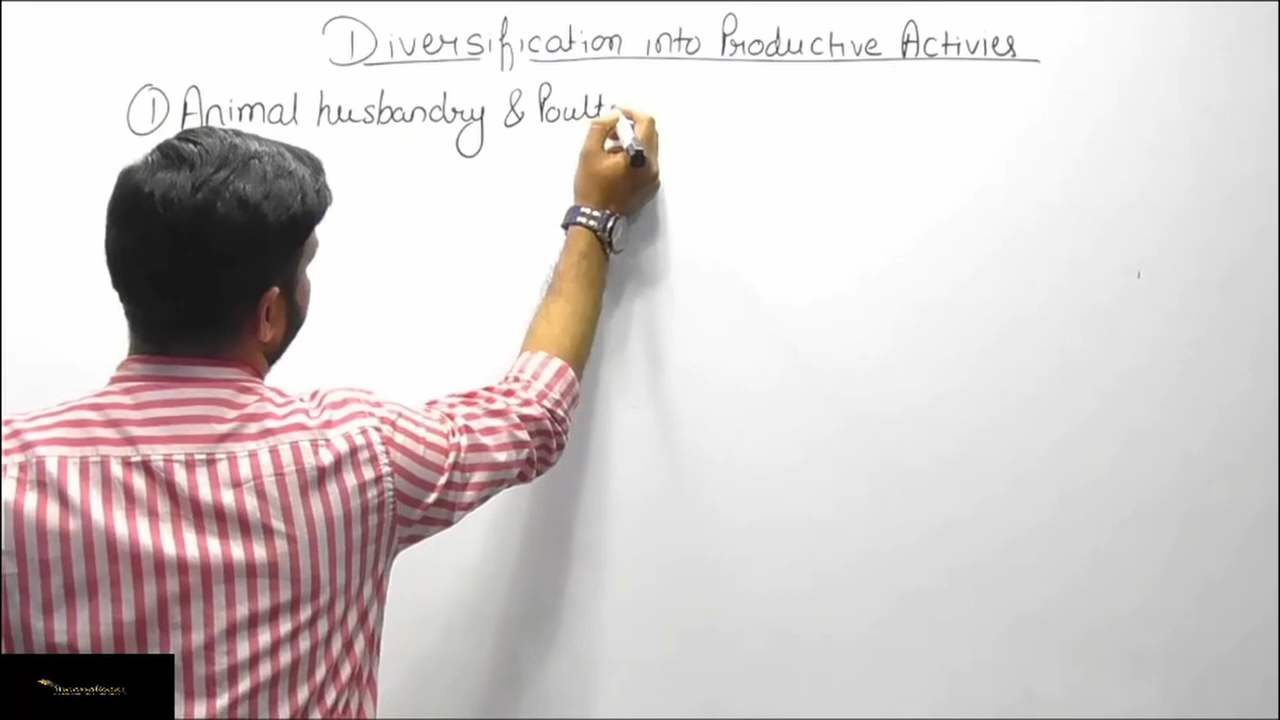 Diversification into Productive Activies
① Animal husbandry & Poult